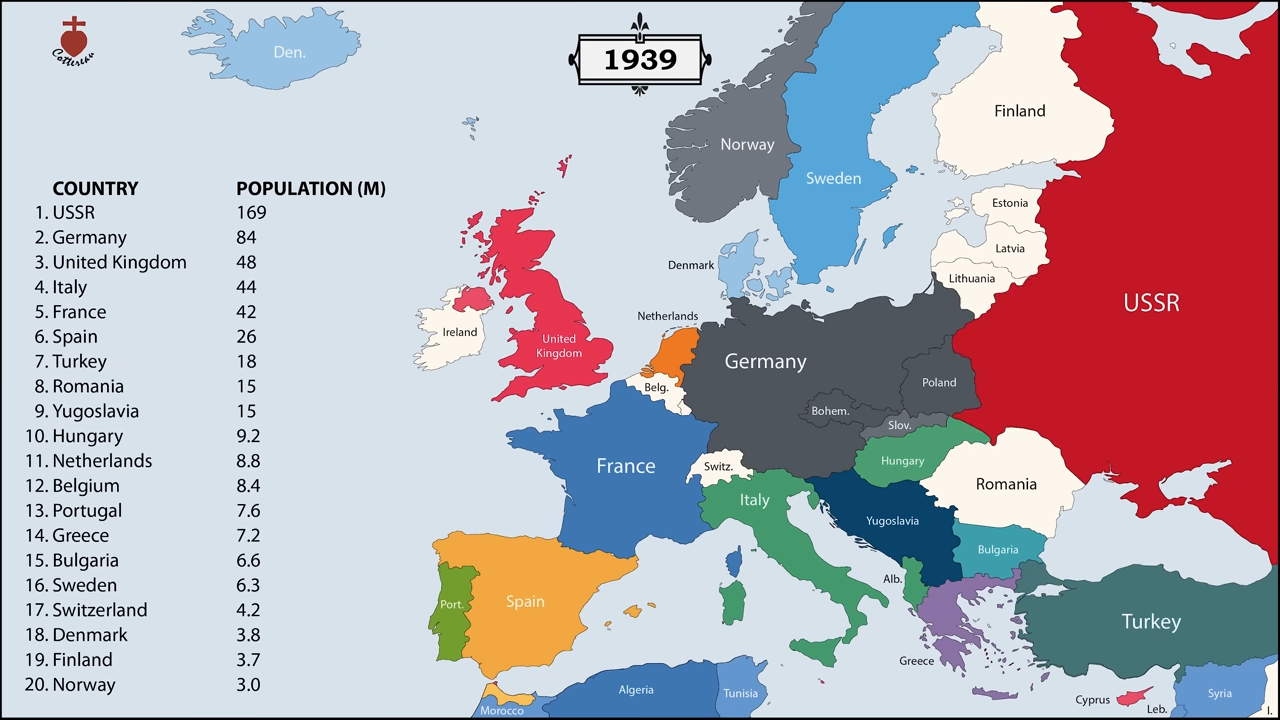 Cottereau
Den.
1939
Finland
Norway
Sweden
COUNTRY POPULATION (M)
1. USSR 169
2. Germany 84
3. United Kingdom 48
4. Italy 44
5. France 42
6. Spain 26
7. Turkey 18
8. Romania 15
9. Yugoslavia 15
10. Hungary 9.2
11. Netherlands 8.8
12. Belgium 8.4
13. Portugal 7.6
14. Greece 7.2
15. Bulgaria 6.6
16. Sweden 6.3
17. Switzerland 4.2
18. Denmark 3.8
19. Finland 3.7
20. Norway 3.0
Estonia
Latvia
Denmark
Lithuania
USSR
Netherlands
Ireland
United
Kingdom
Germany
Belg.
Poland
Bohem.
Slov.
France
Switz.
Hungary
Romania
Italy
Yugoslavia
Bulgaria
Alb.
Port.
Spain
Turkey
Greece
Algeria
Tunisia
Morocco
Cyprus
Leb.
Syria
I.